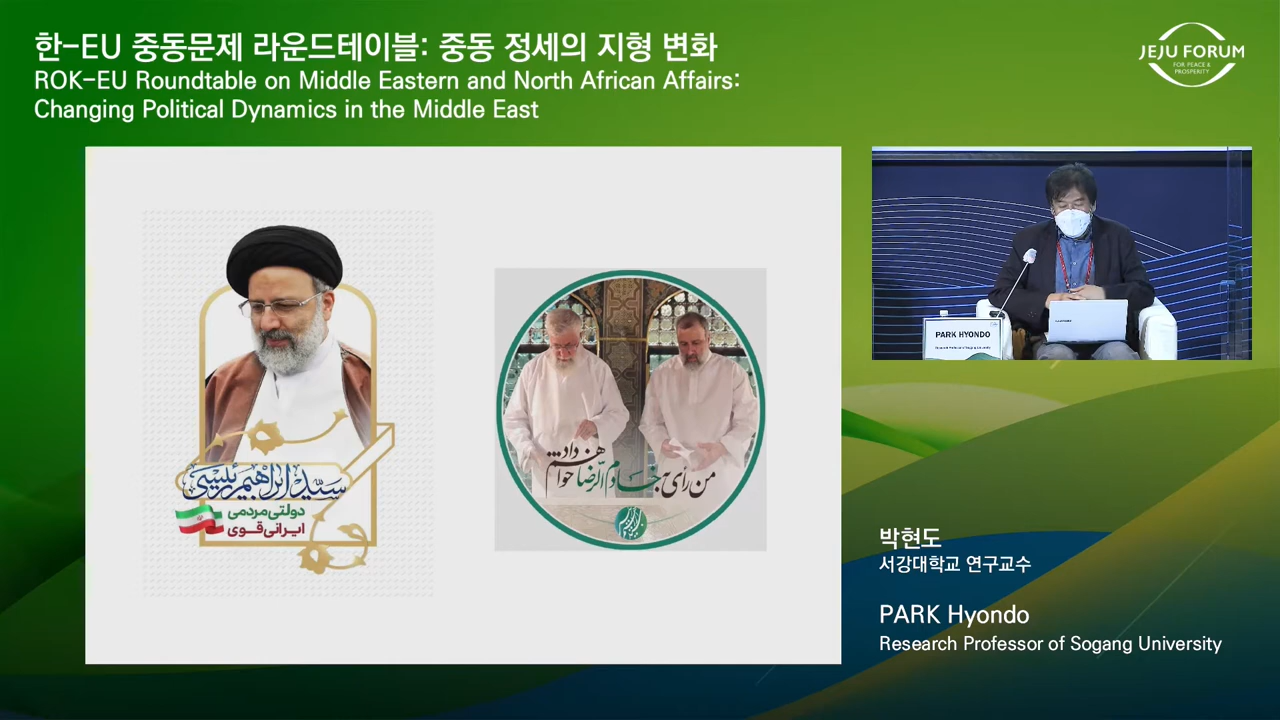 한-EU 중동문제 라운드테이블: 중동 정세의 지형 변화
ROK-EU Roundtable on Middle Eastern and North African Affairs:
Changing Political Dynamics in the Middle East
JEJU FORUM
FOR PEACE &
PROSPERITY
سید ابراهیم رئیسی
دولتی مردمی
ایرانی قوی
من رأی به خادم الرضا خواهم داد
PARK HYONDO
박현도
서강대학교 연구교수
PARK Hyondo
Research Professor of Sogang University